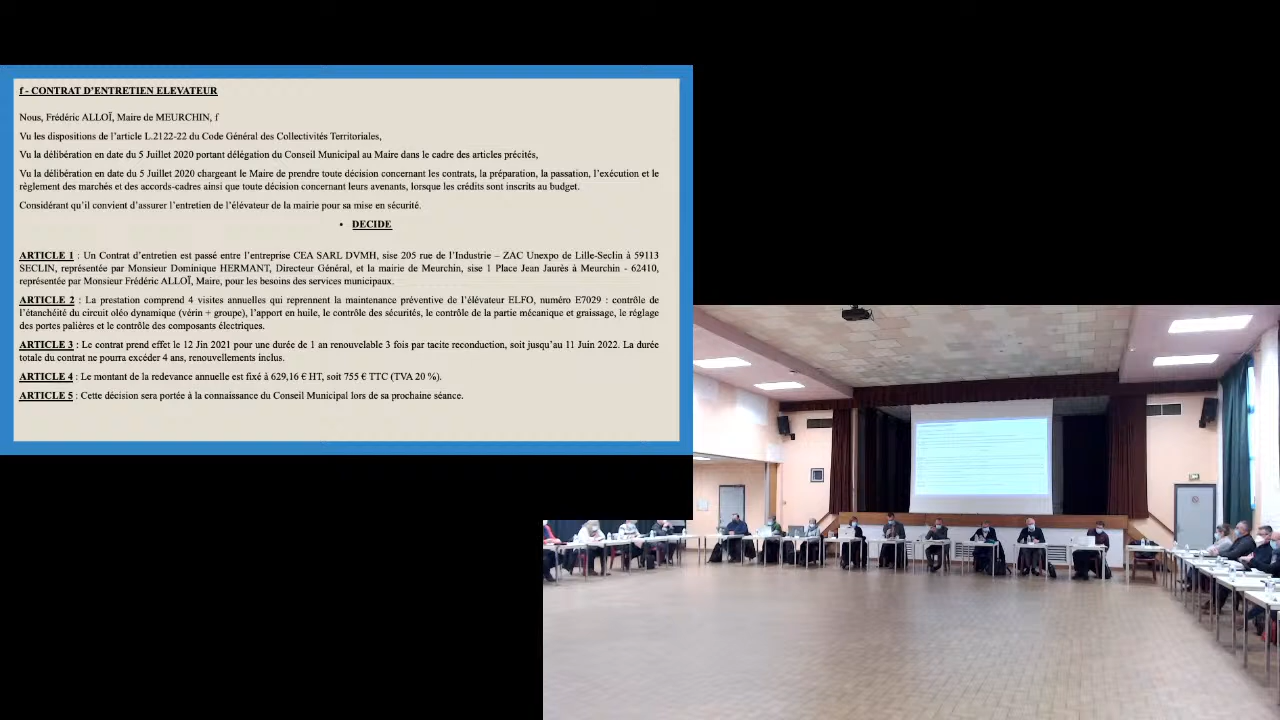 f - CONTRAT D'ENTRETIEN ELEVATEUR
Nous, Frédéric ALLOÏ, Maire de MEURCHIN, f
Vu les dispositions de l'article L.2122-22 du Code Général des Collectivités Territoriales,
Vu la délibération en date du 5 Juillet 2020 portant délégation du Conseil Municipal au Maire dans le cadre des articles précités,
Vu la délibération en date du 5 Juillet 2020 chargeant le Maire de prendre toute décision concernant les contrats, la préparation, la passation, l'exécution et le
règlement des marchés et des accords-cadres ainsi que toute décision concernant leurs avenants, lorsque les crédits sont inscrits au budget.
Considérant qu'il convient d'assurer l'entretien de l'élévateur de la mairie pour sa mise en sécurité.
• DECIDE
ARTICLE 1 : Un Contrat d'entretien est passé entre l'entreprise CEA SARL DVMH, sise 205 rue de l'Industrie – ZAC Unexpo de Lille-Seclin à 59113
SECLIN, représentée par Monsieur Dominique HERMANT, Directeur Général, et la mairie de Meurchin, sise 1 Place Jean Jaurès à Meurchin - 62410,
représentée par Monsieur Frédéric ALLOÏ, Maire, pour les besoins des services municipaux.
ARTICLE 2 : La prestation comprend 4 visites annuelles qui reprennent la maintenance préventive de l'élévateur ELFO, numéro E7029 : contrôle de
l'étanchéité du circuit oléo dynamique (vérin + groupe), l'apport en huile, le contrôle des sécurités, le contrôle de la partie mécanique et graissage, le réglage
des portes palières et le contrôle des composants électriques.
ARTICLE 3 : Le contrat prend effet le 12 Jin 2021 pour une durée de 1 an renouvelable 3 fois par tacite reconduction, soit jusqu'au 11 Juin 2022. La durée
totale du contrat ne pourra excéder 4 ans, renouvellements inclus.
ARTICLE 4 : Le montant de la redevance annuelle est fixé à 629,16 € HT, soit 755 € TTC (TVA 20 %).
ARTICLE 5 : Cette décision sera portée à la connaissance du Conseil Municipal lors de sa prochaine séance.